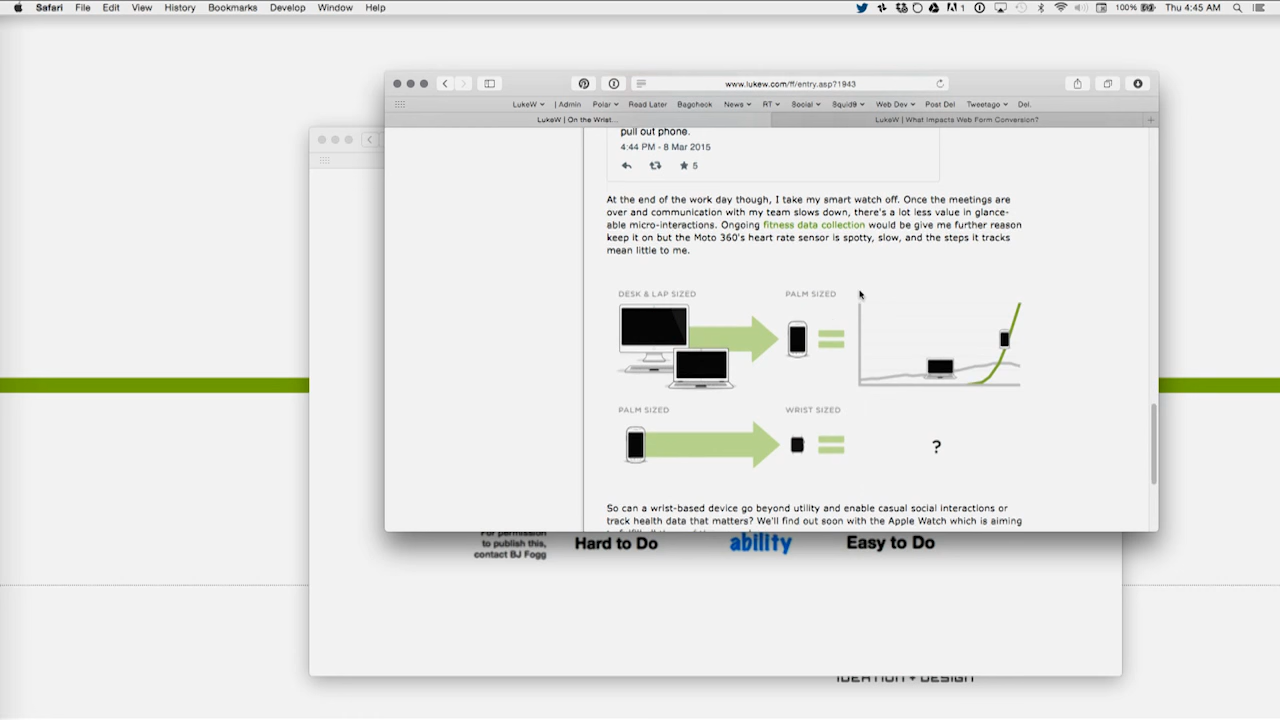 Safari File Edit View History Bookmarks Develop Window Help
1 100% Thu 4:45 AM
www.lukew.com/ff/entry.asp?1943
LukeW | Admin Polar Read Later Bagcheck News RT Social Squid9 Web Dev Post Del Tweetago Del.
LukeW | On the Wrist...
LukeW | What Impacts Web Form Conversion?
pull out phone.
4:44 PM - 8 Mar 2015
5
At the end of the work day though, I take my smart watch off. Once the meetings are
over and communication with my team slows down, there's a lot less value in glance-
able micro-interactions. Ongoing fitness data collection would be give me further reason
keep it on but the Moto 360's heart rate sensor is spotty, slow, and the steps it tracks
mean little to me.
DESK & LAP SIZED
PALM SIZED
PALM SIZED
WRIST SIZED
?
So can a wrist-based device go beyond utility and enable casual social interactions or
track health data that matters? We'll find out soon with the Apple Watch which is aiming
For permission
to publish this,
contact BJ Fogg
Hard to Do
ability
Easy to Do
IDEATION + DESIGN